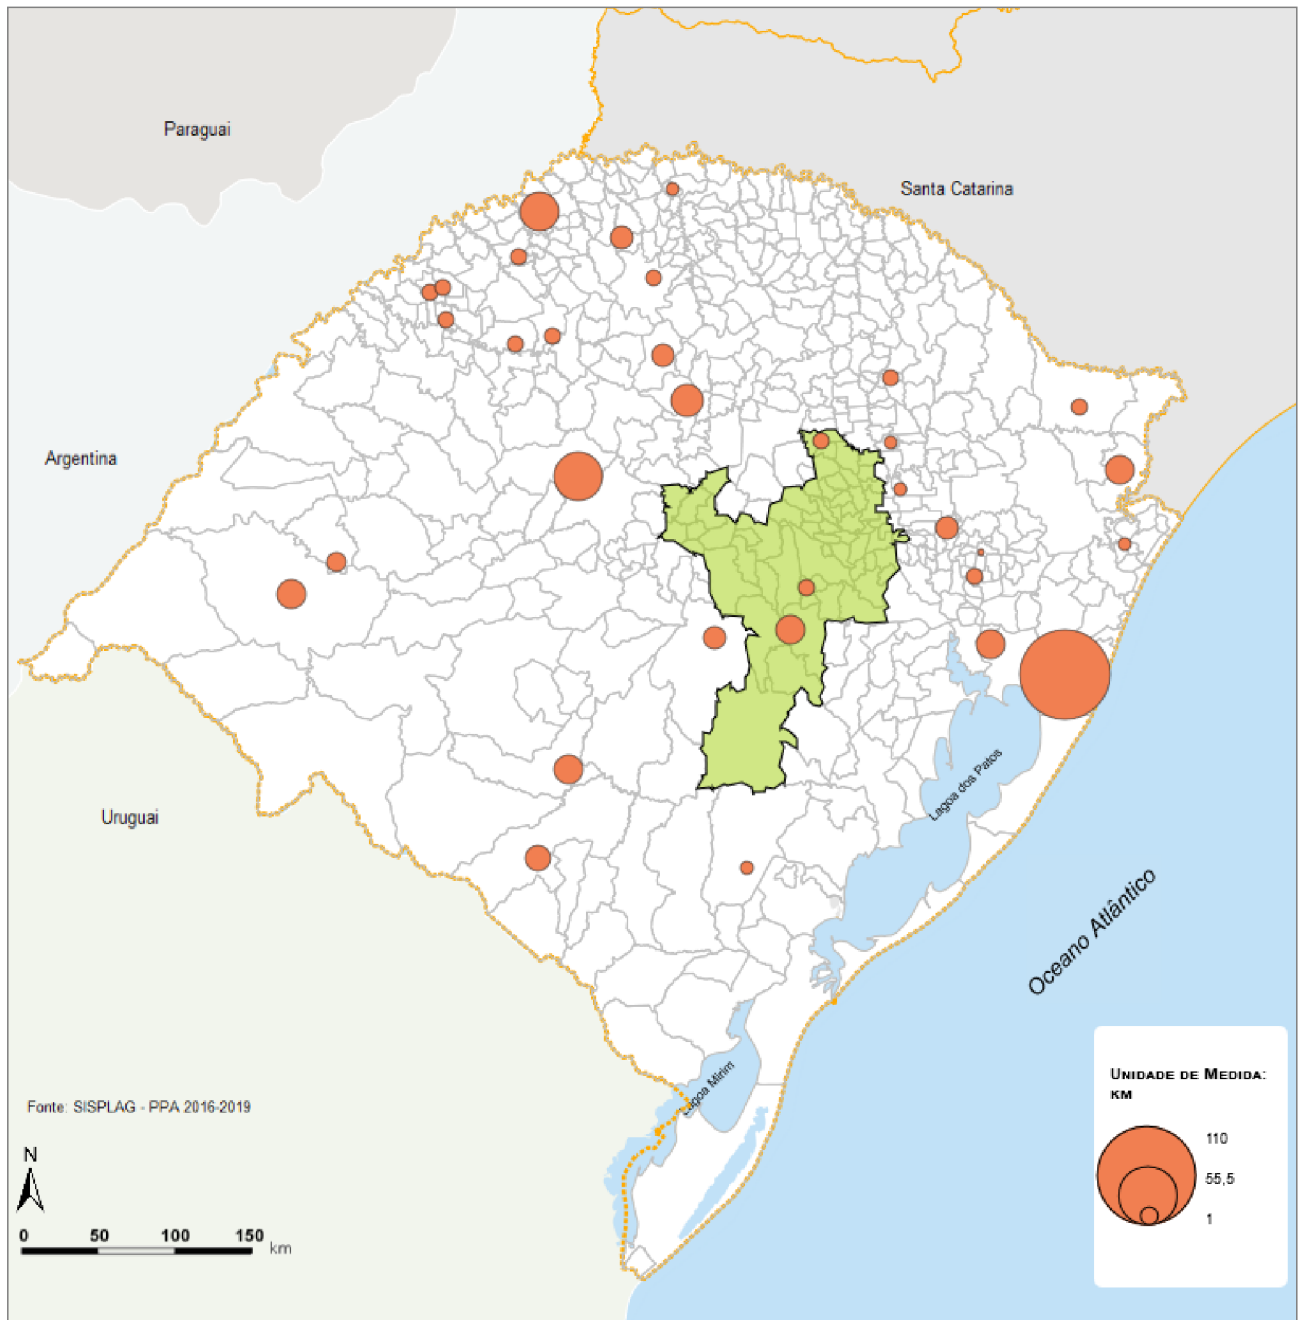 Paraguai
Santa Catarina
Argentina
Lagoa dos Patos
Uruguai
Oceano Atlântico
UNIDADE DE MEDIDA:
KM
Lagoa Mirim
Fonte: SISPLAG - PPA 2016-2019
110
N
55,5
1
0 50 100 150
km